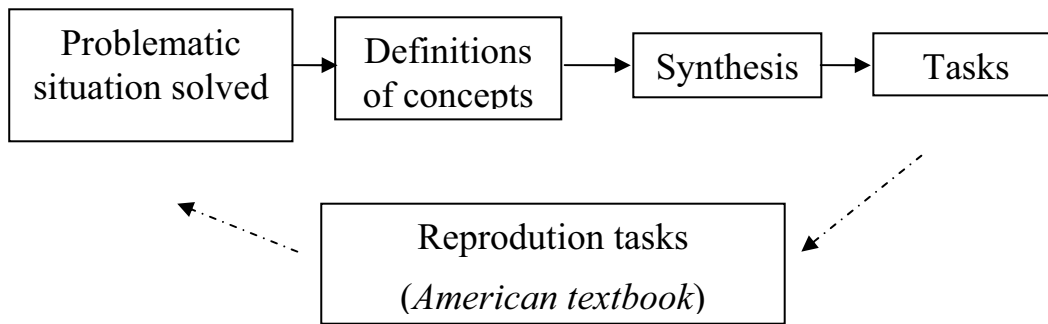 Problematic
situation solved
Definitions
of concepts
Synthesis
Tasks
Reprodution tasks
(American textbook)